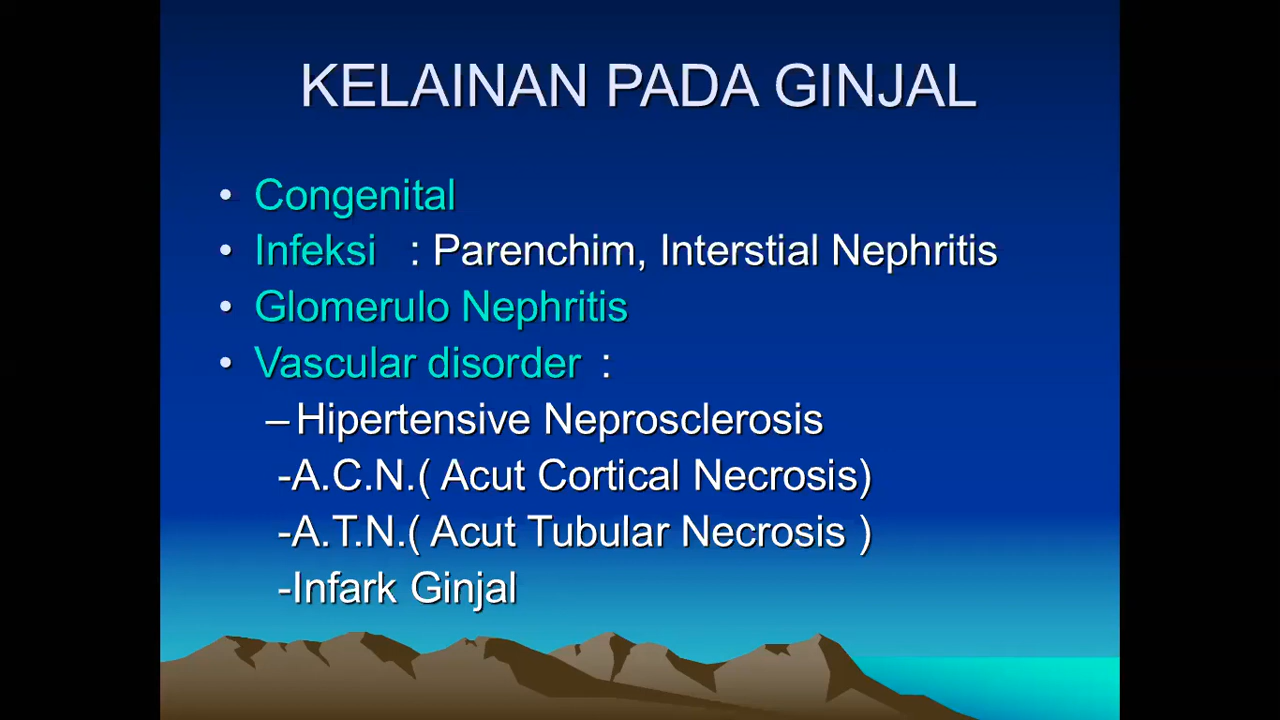 KELAINAN PADA GINJAL
• Congenital
• Infeksi : Parenchim, Interstial Nephritis
• Glomerulo Nephritis
• Vascular disorder :
– Hipertensive Neprosclerosis
-A.C.N.( Acut Cortical Necrosis)
-A.T.N.( Acut Tubular Necrosis )
-Infark Ginjal